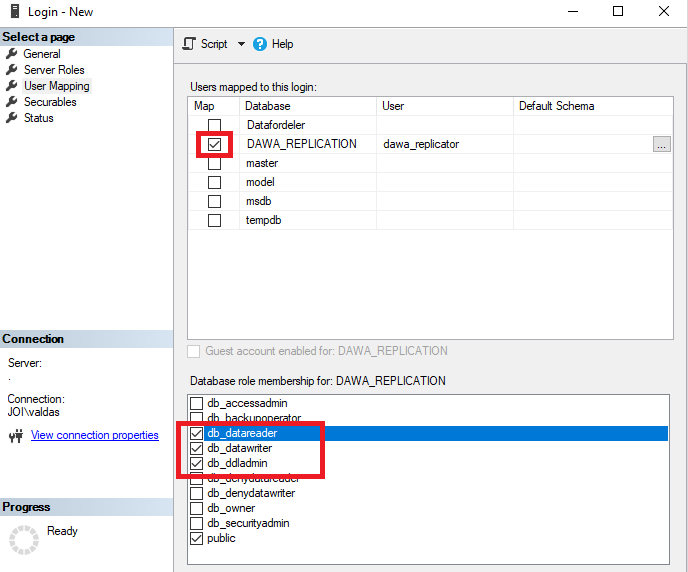 Login - New
Select a page
General
Server Roles
User Mapping
Securables
Status
Connection
Server:
.
Connection:
JOI\valdas
View connection properties
Progress
Ready
Script
Help
Users mapped to this login:
Map Database User Default Schema
Datafordeler
DAWA_REPLICATION dawa_replicator ...
master
model
msdb
tempdb
Guest account enabled for: DAWA_REPLICATION
Database role membership for: DAWA_REPLICATION
db_accessadmin
db_backupoperator
db_datareader
db_datawriter
db_ddladmin
db_denydatareader
db_denydatawriter
db_owner
db_securityadmin
public